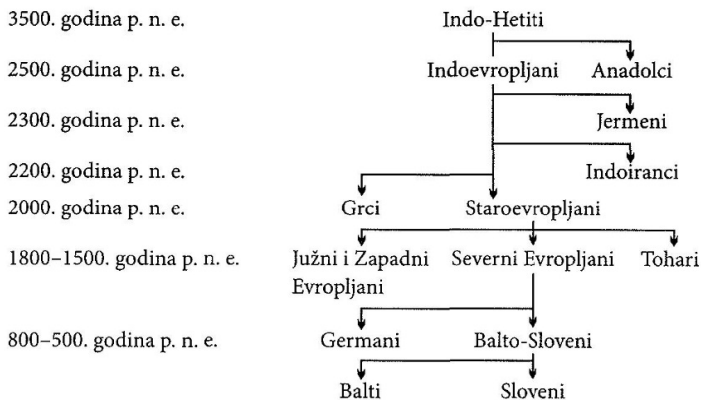 3500. godina p. n. e. Indo-Hetiti
2500. godina p. n. e. Indoevropljani Anadolci
2300. godina p. n. e. Jermeni
2200. godina p. n. e. Indoiranci
2000. godina p. n. e. Grci Staroevropljani
1800–1500. godina p. n. e. Južni i Zapadni Severni Evropljani Tohari
Evropljani
800–500. godina p. n. e. Germani Balto-Sloveni
Balti Sloveni